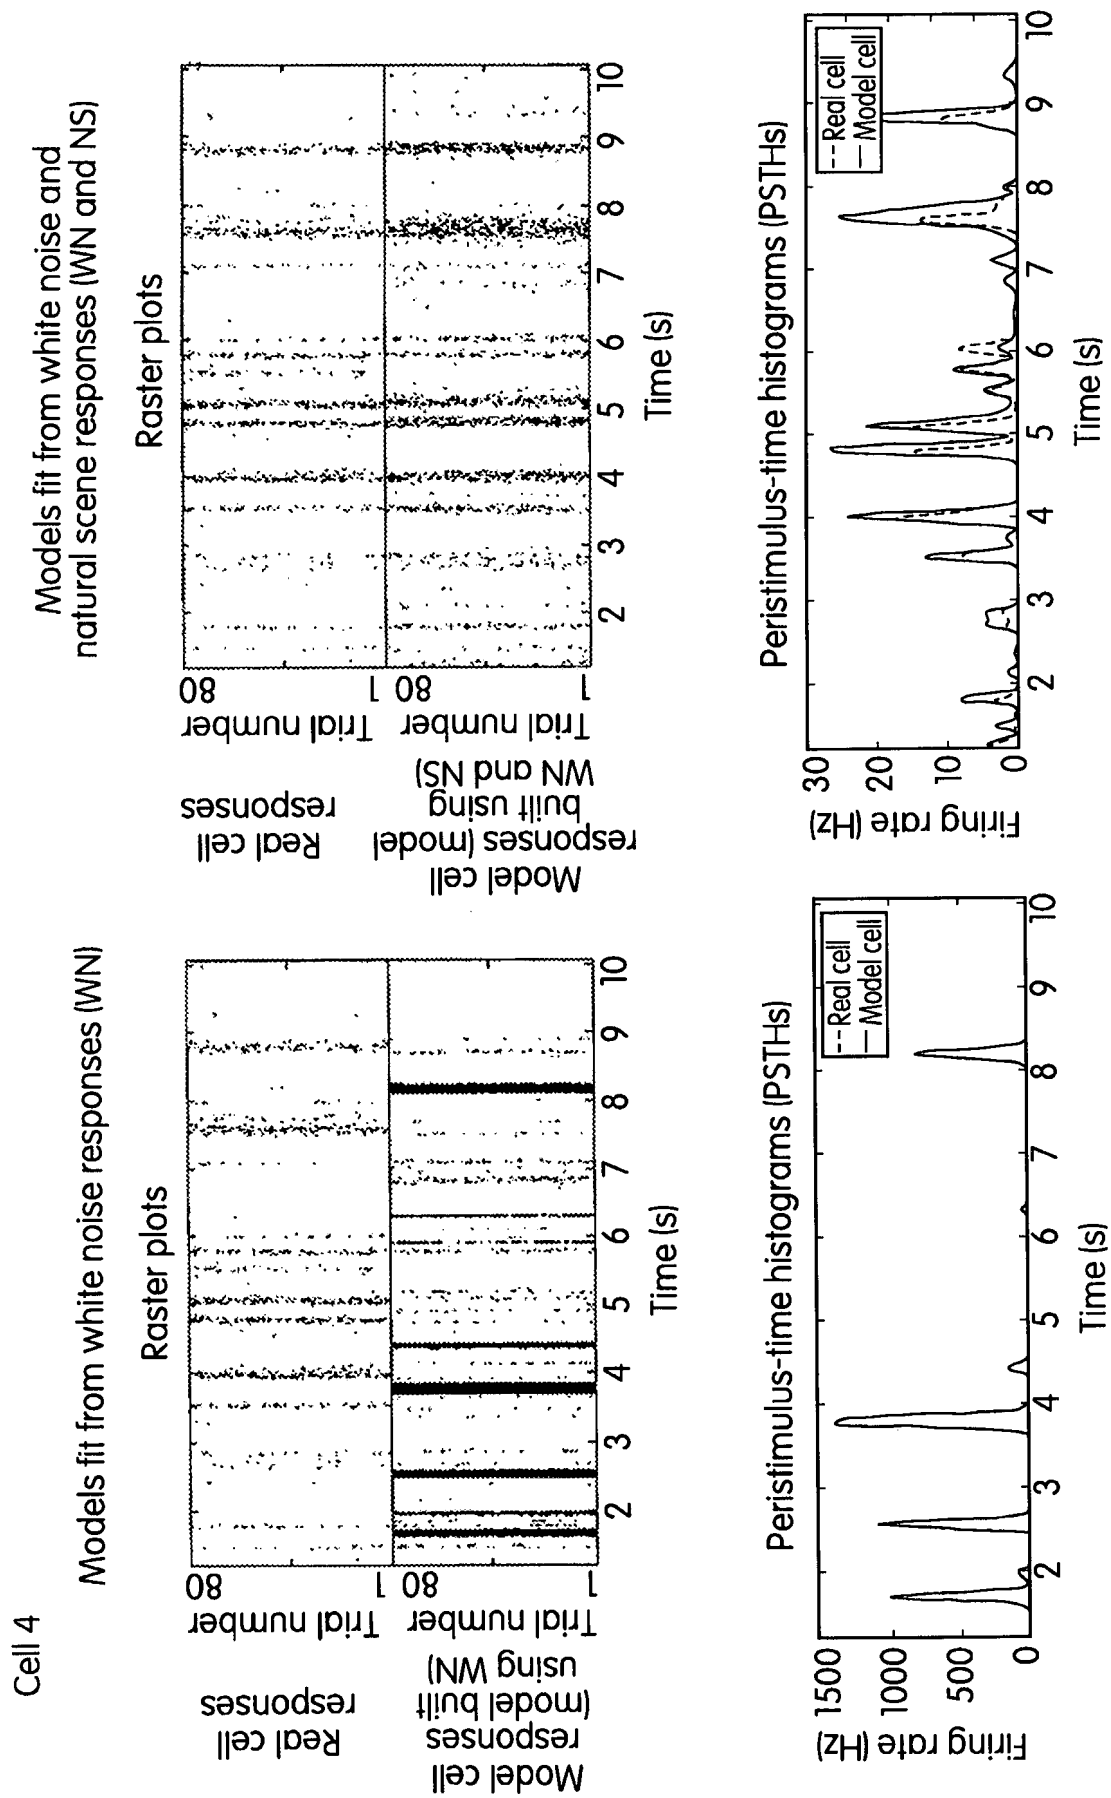 Cell 4
Models fit from white noise responses (WN)
Raster plots
Real cell
responses
Trial number
80
1
Model cell
responses
(model built
using WN)
Trial number
80
1
2 3 4 5 6 7 8 9 10
Time (s)
Peristimulus-time histograms (PSTHs)
Firing rate (Hz)
1500
1000
500
0
Real cell
Model cell
2 3 4 5 6 7 8 9 10
Time (s)
Models fit from white noise and
natural scene responses (WN and NS)
Raster plots
Real cell
responses
Trial number
80
1
Model cell
responses (model
built using
WN and NS)
Trial number
80
1
2 3 4 5 6 7 8 9 10
Time (s)
Peristimulus-time histograms (PSTHs)
Firing rate (Hz)
30
20
10
0
Real cell
Model cell
2 3 4 5 6 7 8 9 10
Time (s)